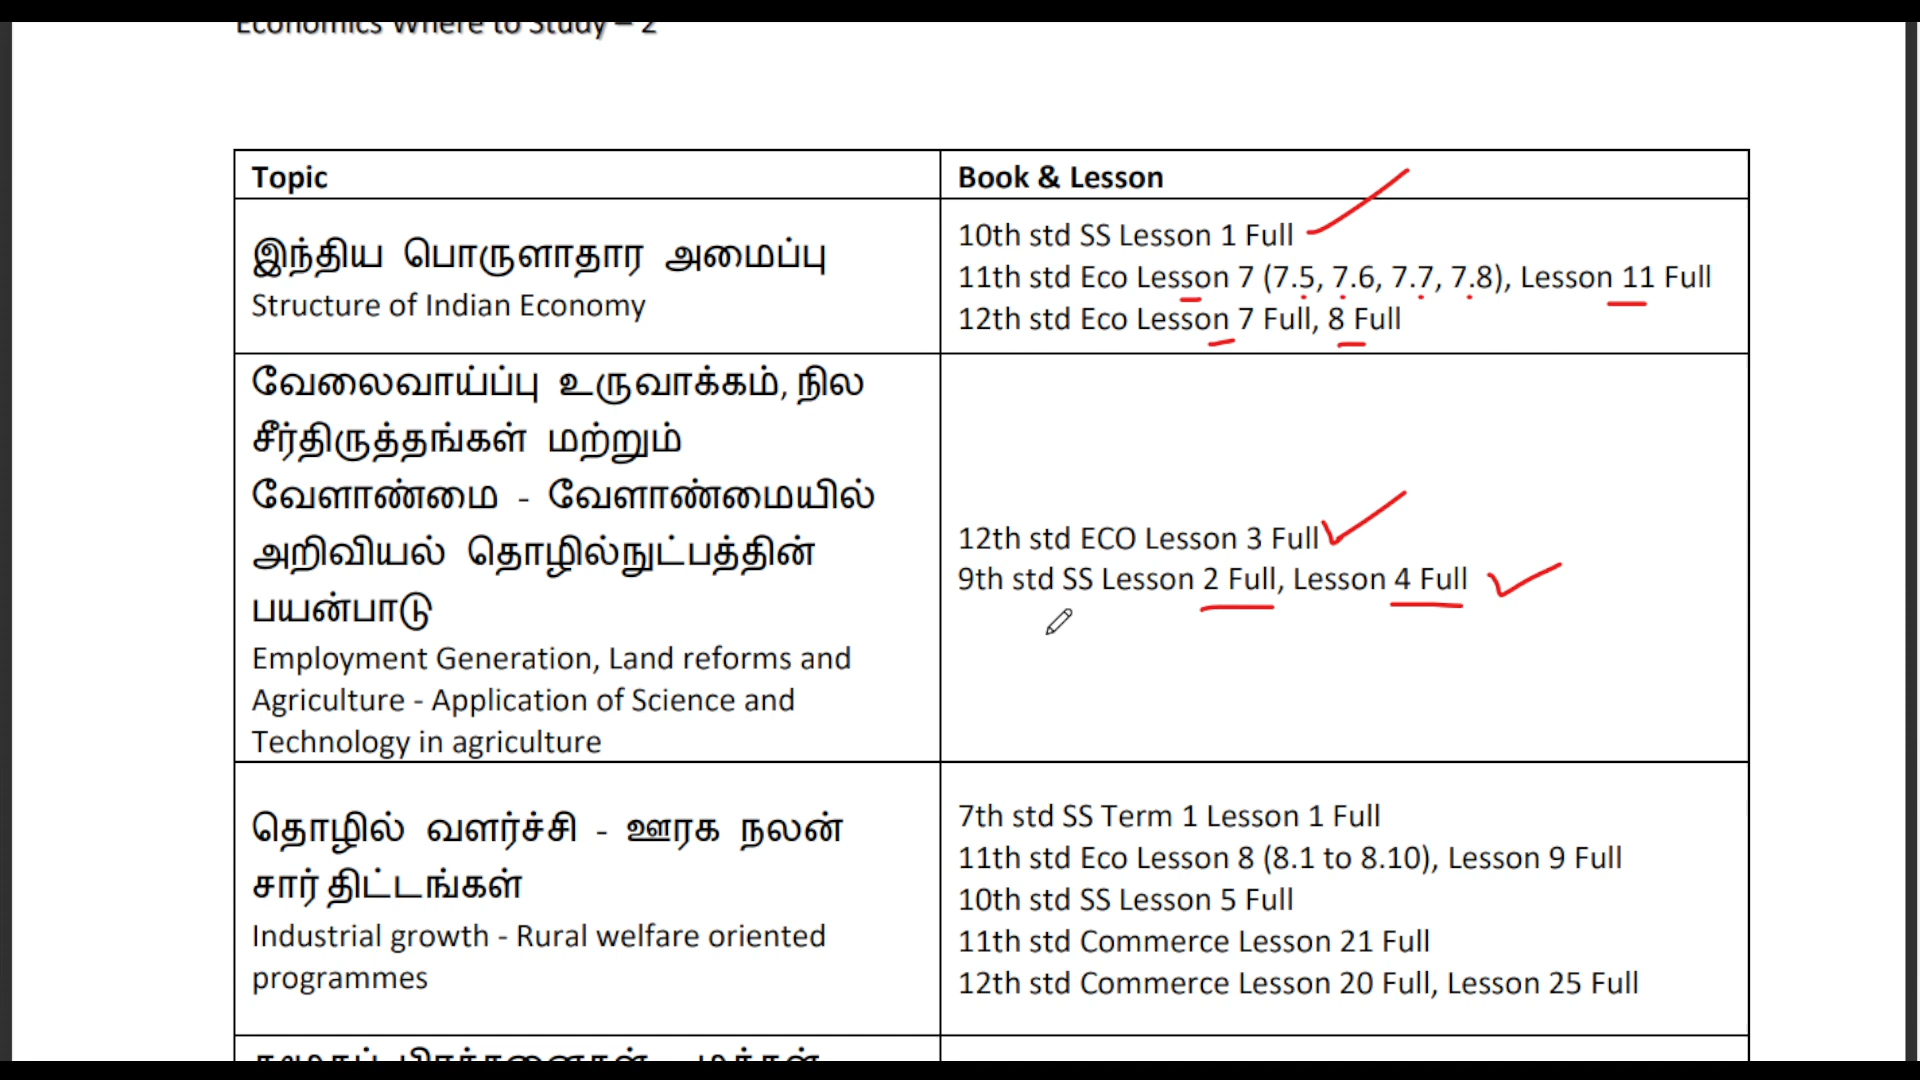 Economics Where to Study – 2
Topic
Book & Lesson
இந்திய பொருளாதார அமைப்பு
Structure of Indian Economy
10th std SS Lesson 1 Full
11th std Eco Lesson 7 (7.5, 7.6, 7.7, 7.8), Lesson 11 Full
12th std Eco Lesson 7 Full, 8 Full
வேலைவாய்ப்பு உருவாக்கம், நில
சீர்திருத்தங்கள் மற்றும்
வேளாண்மை - வேளாண்மையில்
அறிவியல் தொழில்நுட்பத்தின்
பயன்பாடு
Employment Generation, Land reforms and
Agriculture - Application of Science and
Technology in agriculture
12th std ECO Lesson 3 Full
9th std SS Lesson 2 Full, Lesson 4 Full
தொழில் வளர்ச்சி - ஊரக நலன்
சார் திட்டங்கள்
Industrial growth - Rural welfare oriented
programmes
7th std SS Term 1 Lesson 1 Full
11th std Eco Lesson 8 (8.1 to 8.10), Lesson 9 Full
10th std SS Lesson 5 Full
11th std Commerce Lesson 21 Full
12th std Commerce Lesson 20 Full, Lesson 25 Full